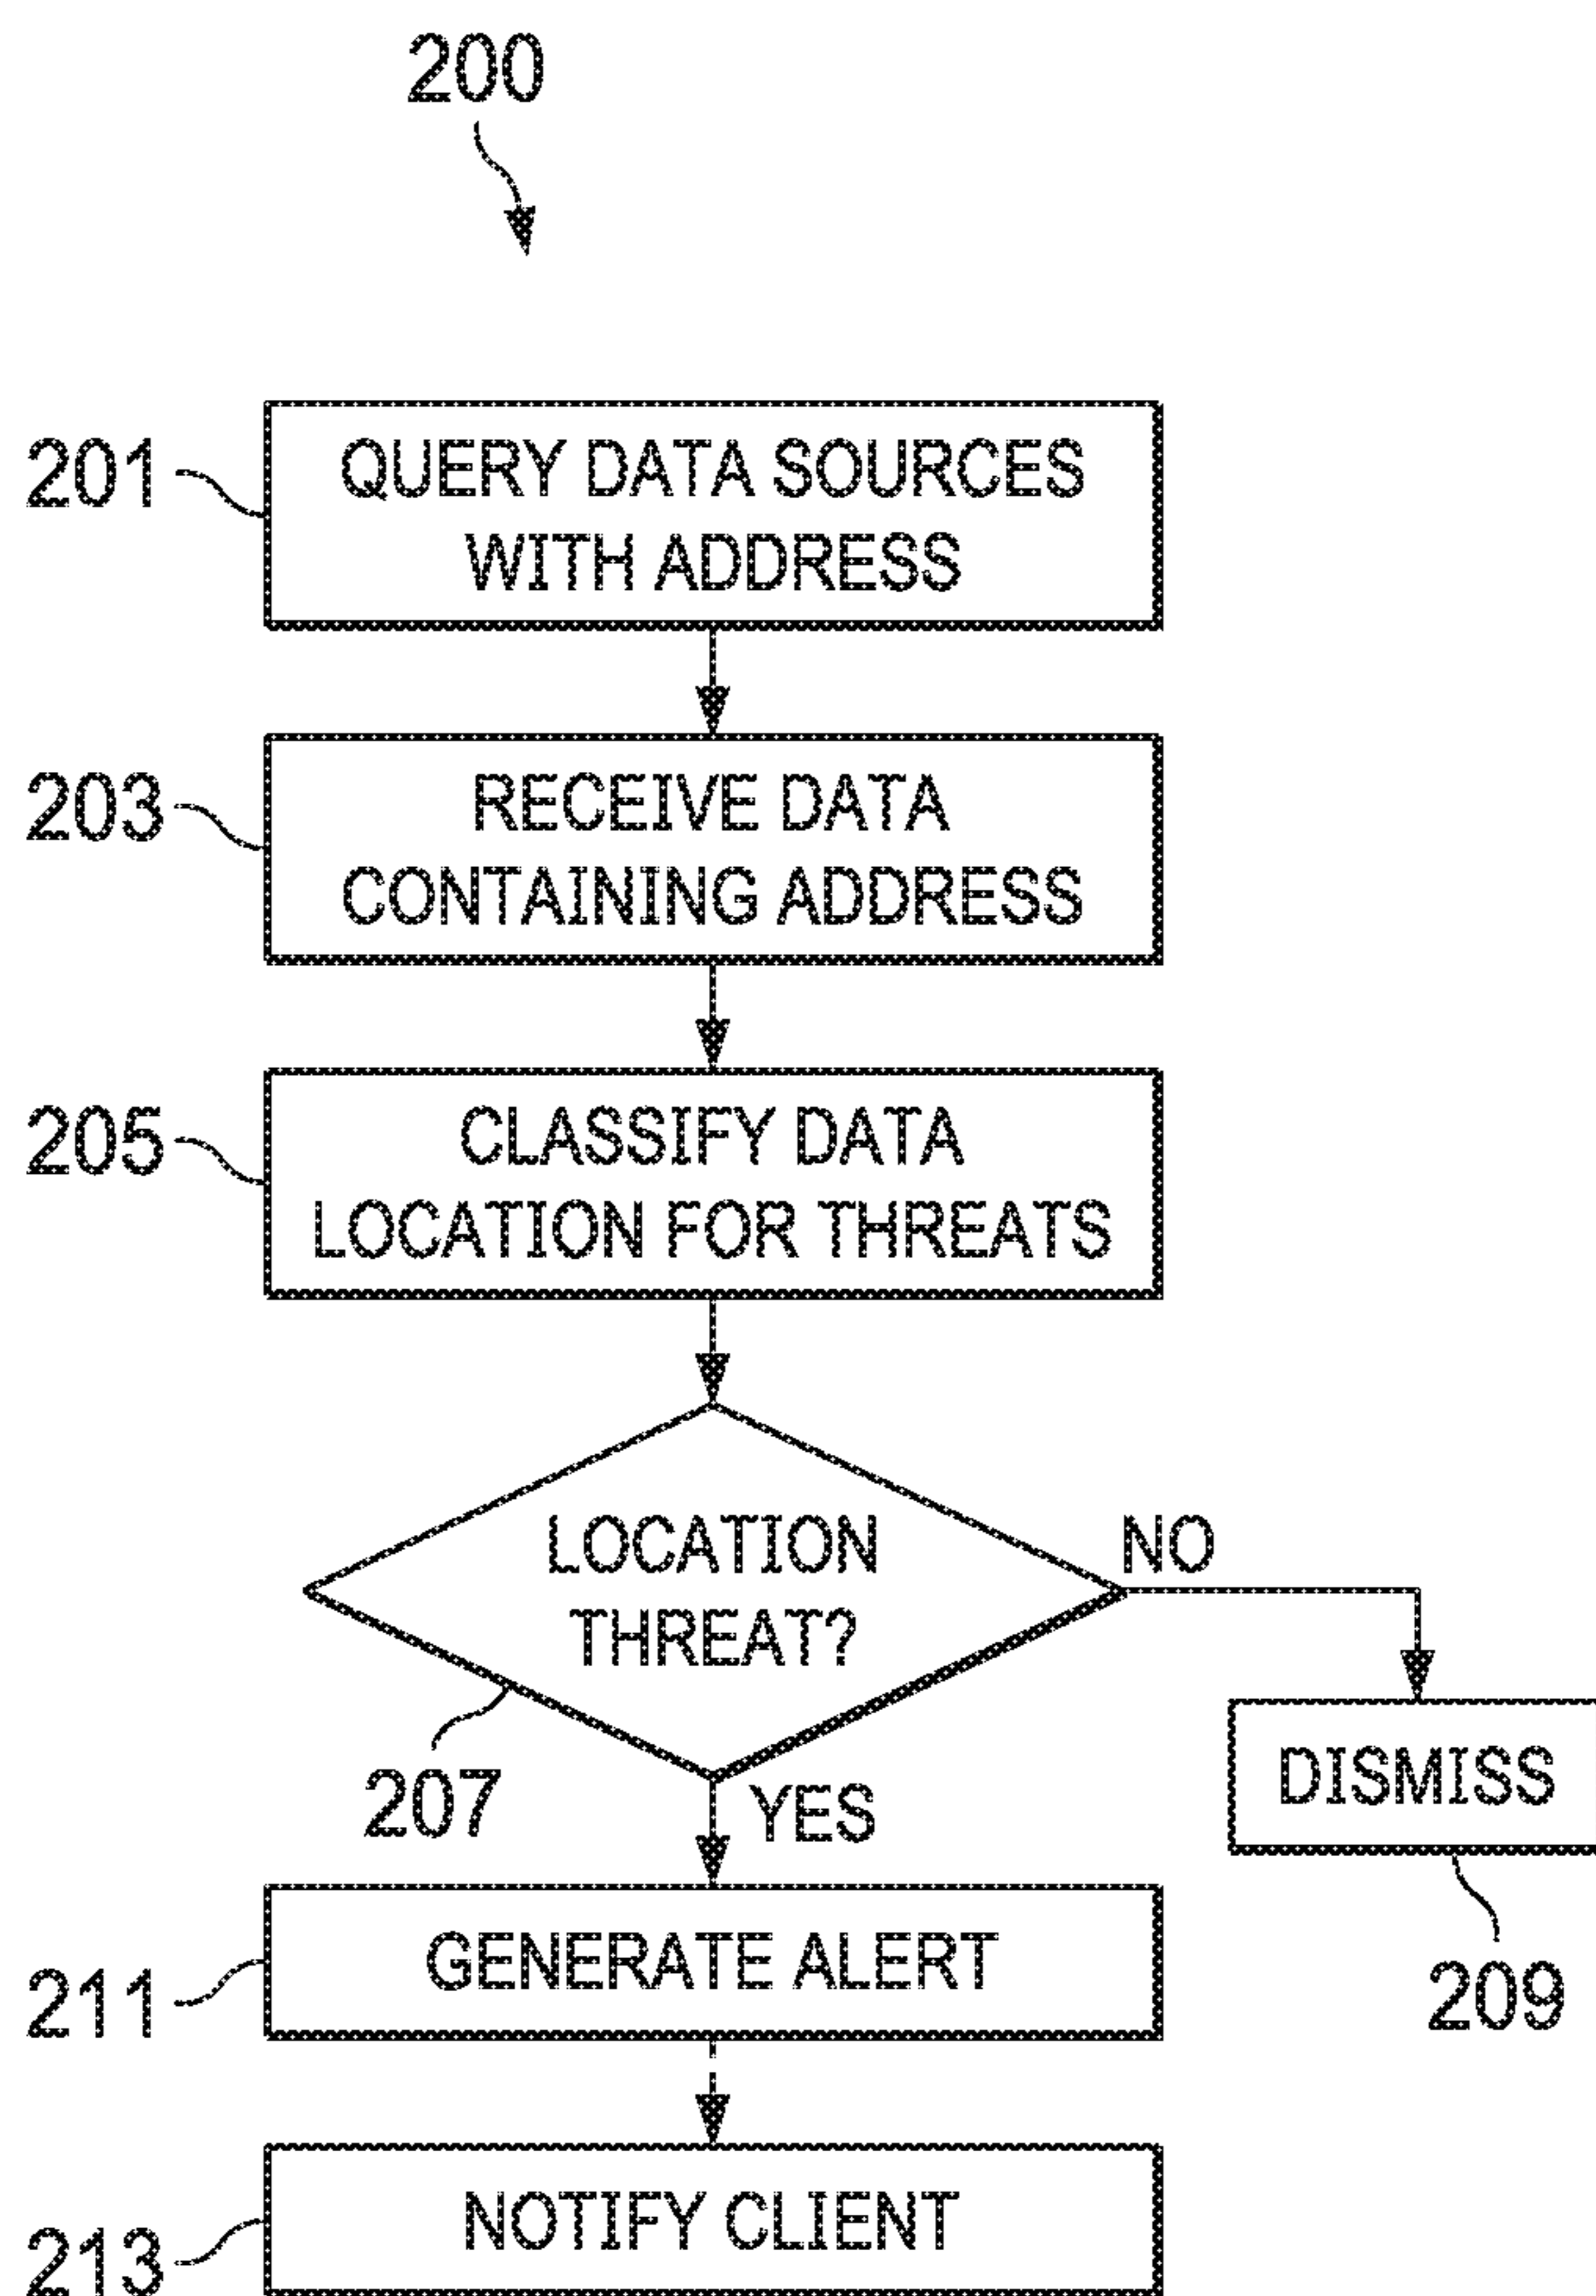 200
201
QUERY DATA SOURCES
WITH ADDRESS
203
RECEIVE DATA
CONTAINING ADDRESS
205
CLASSIFY DATA
LOCATION FOR THREATS
LOCATION
THREAT?
NO
207
YES
DISMISS
209
211
GENERATE ALERT
213
NOTIFY CLIENT